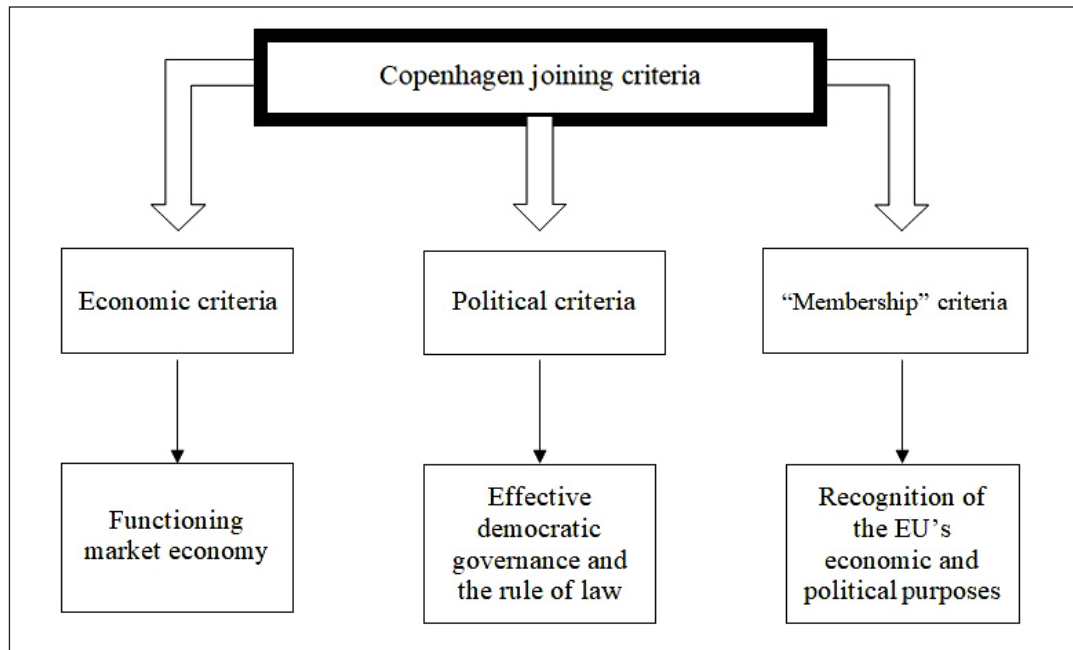 Copenhagen joining criteria
Economic criteria
Political criteria
“Membership” criteria
Functioning
market economy
Effective
democratic
governance and
the rule of law
Recognition of
the EU’s
economic and
political purposes